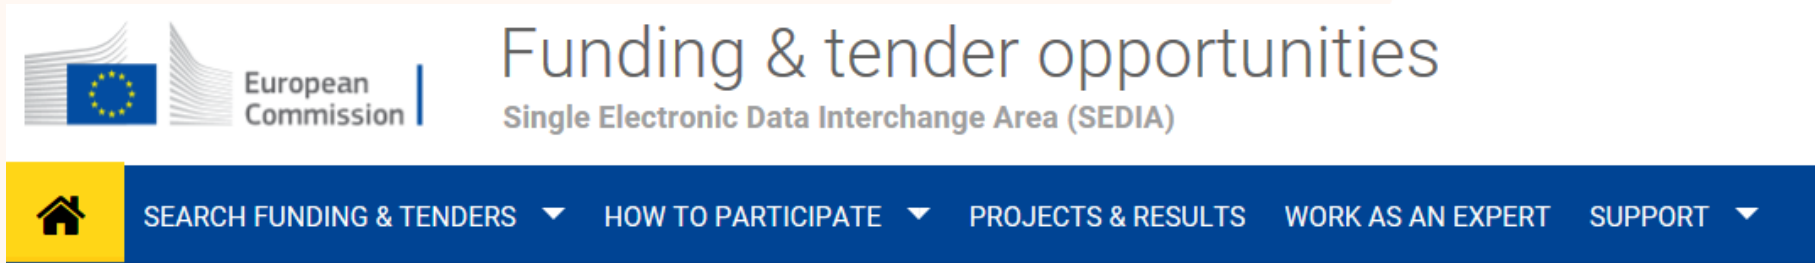 European
Commission
Funding & tender opportunities
Single Electronic Data Interchange Area (SEDIA)
SEARCH FUNDING & TENDERS HOW TO PARTICIPATE PROJECTS & RESULTS WORK AS AN EXPERT SUPPORT